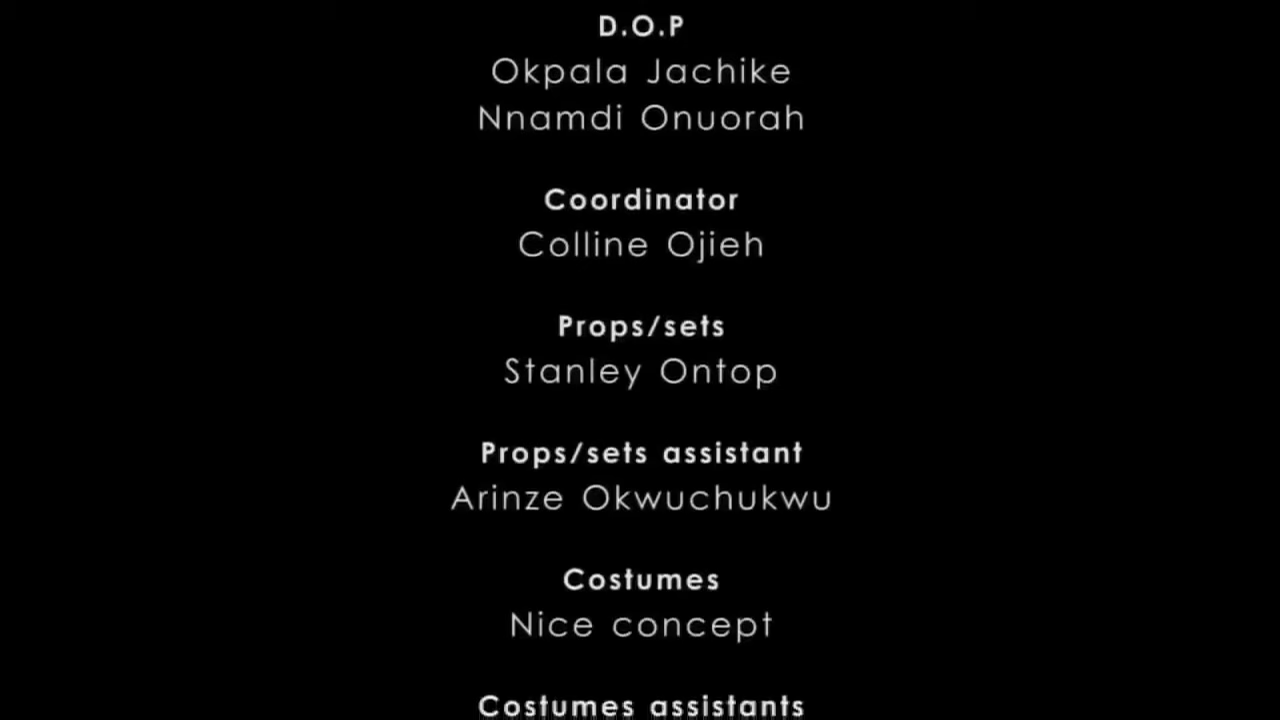 D.O.P
Okpala Jachike
Nnamdi Onuorah
Coordinator
Colline Ojieh
Props/sets
Stanley Ontop
Props/sets assistant
Arinze Okwuchukwu
Costumes
Nice concept
Costumes assistants